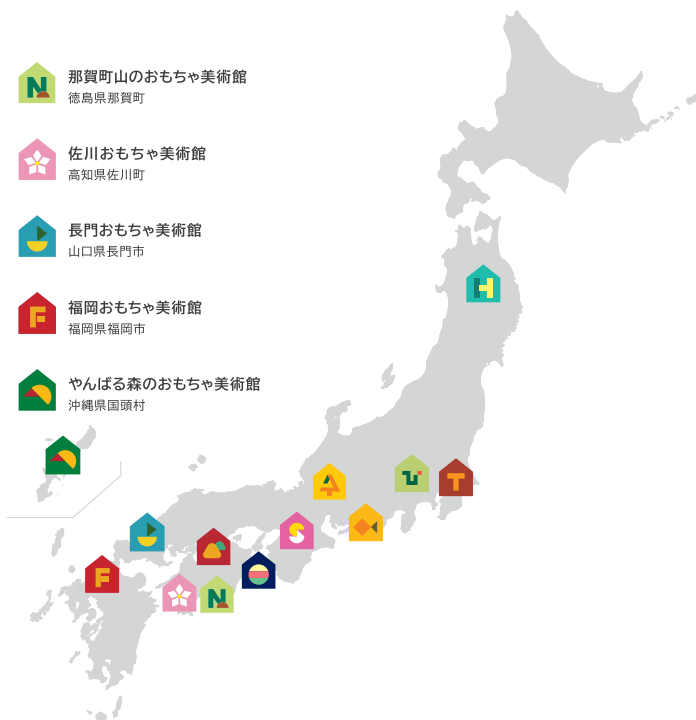 那賀町山のおもちゃ美術館
徳島県那賀町
佐川おもちゃ美術館
高知県佐川町
長門おもちゃ美術館
山口県長門市
福岡おもちゃ美術館
福岡県福岡市
やんばる森のおもちゃ美術館
沖縄県国頭村